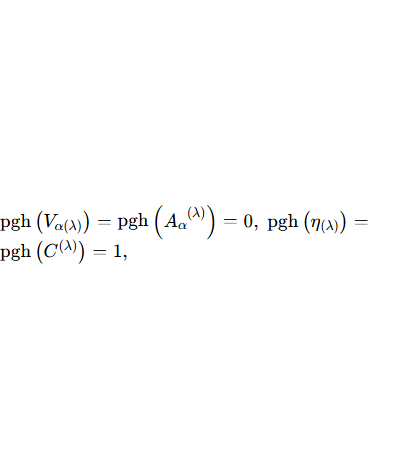 pgh (V_{α(λ)}) = pgh (A_α^{(λ)}) = 0, pgh (η_{(λ)}) =
pgh (C^{(λ)}) = 1,